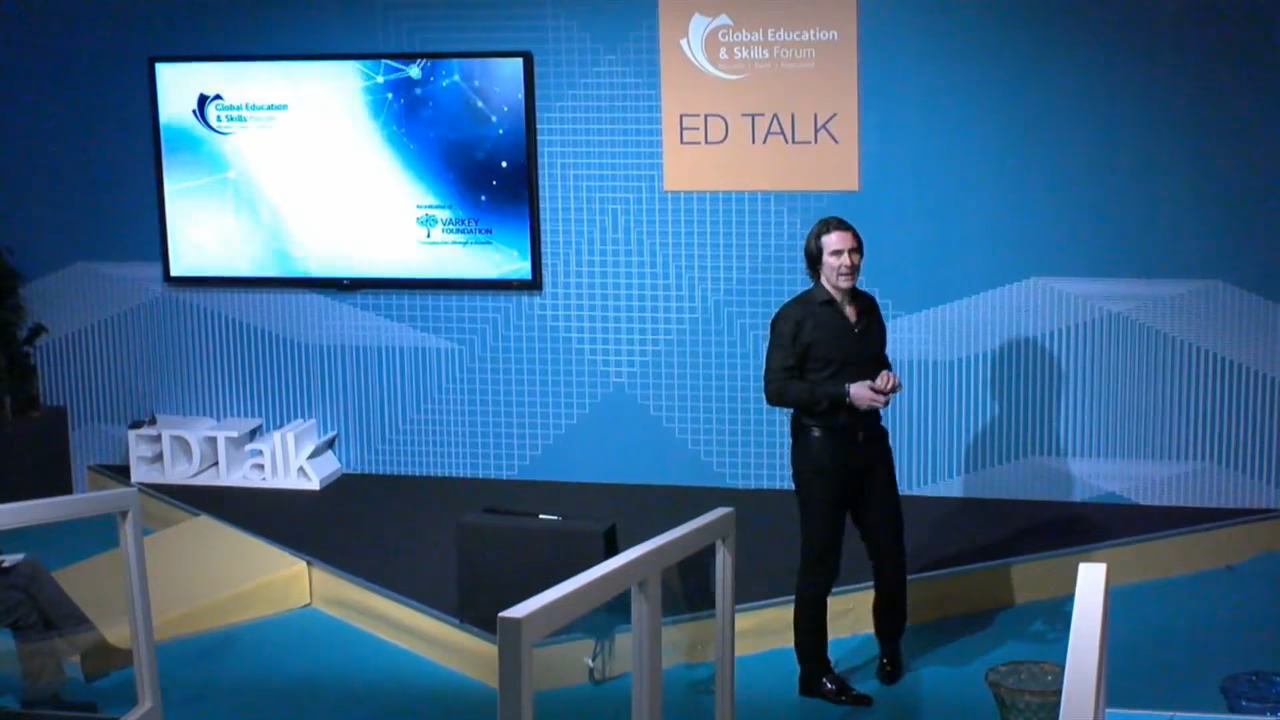 Global Education
& Skills Forum
Global Education
& Skills Forum
ED TALK
VARKEY
FOUNDATION
EDTalk